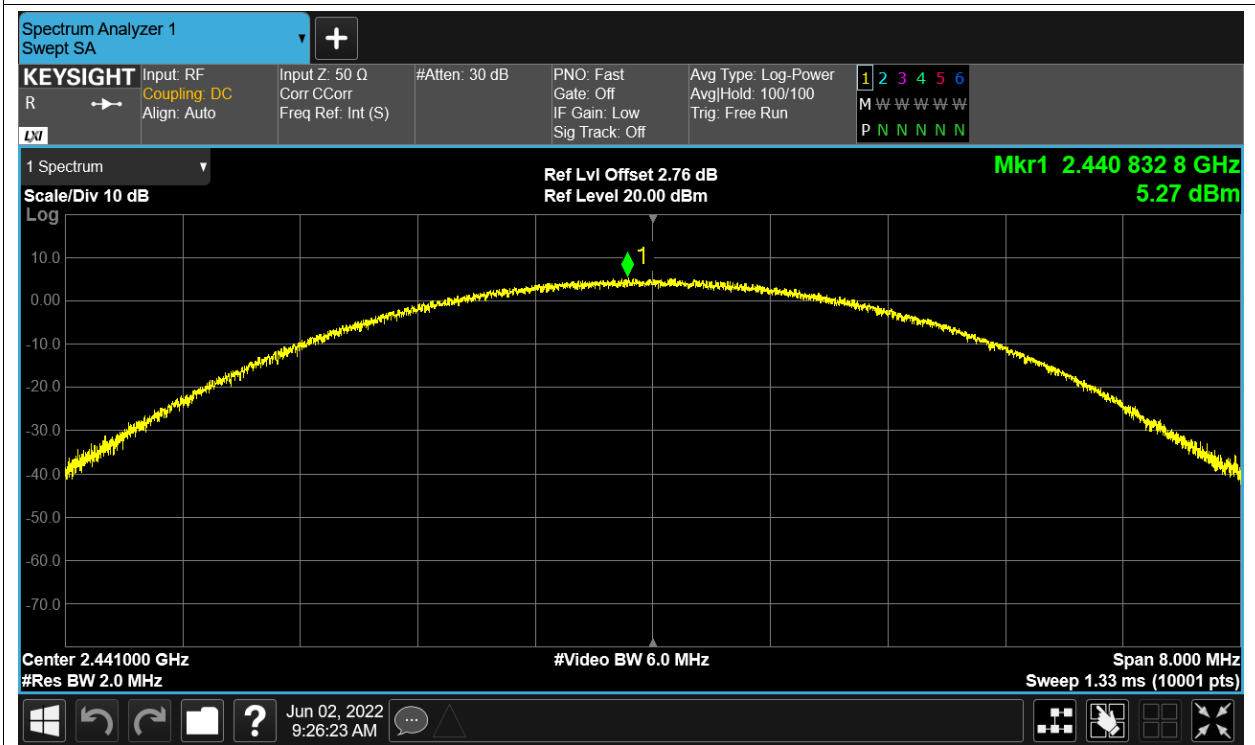 Spectrum Analyzer 1
Swept SA
KEYSIGHT
R
LXI
Input: RF
Coupling: DC
Align: Auto
Input Z: 50 Ω
Corr CCorr
Freq Ref: Int (S)
#Atten: 30 dB
PNO: Fast
Gate: Off
IF Gain: Low
Sig Track: Off
Avg Type: Log-Power
Avg|Hold: 100/100
Trig: Free Run
1 2 3 4 5 6
M W W W W W
P N N N N N
1 Spectrum
Scale/Div 10 dB
Log
Ref Lvl Offset 2.76 dB
Ref Level 20.00 dBm
Mkr1 2.440 832 8 GHz
5.27 dBm
1
10.0
0.00
-10.0
-20.0
-30.0
-40.0
-50.0
-60.0
-70.0
Center 2.441000 GHz
#Res BW 2.0 MHz
#Video BW 6.0 MHz
Span 8.000 MHz
Sweep 1.33 ms (10001 pts)
?
Jun 02, 2022
9:26:23 AM